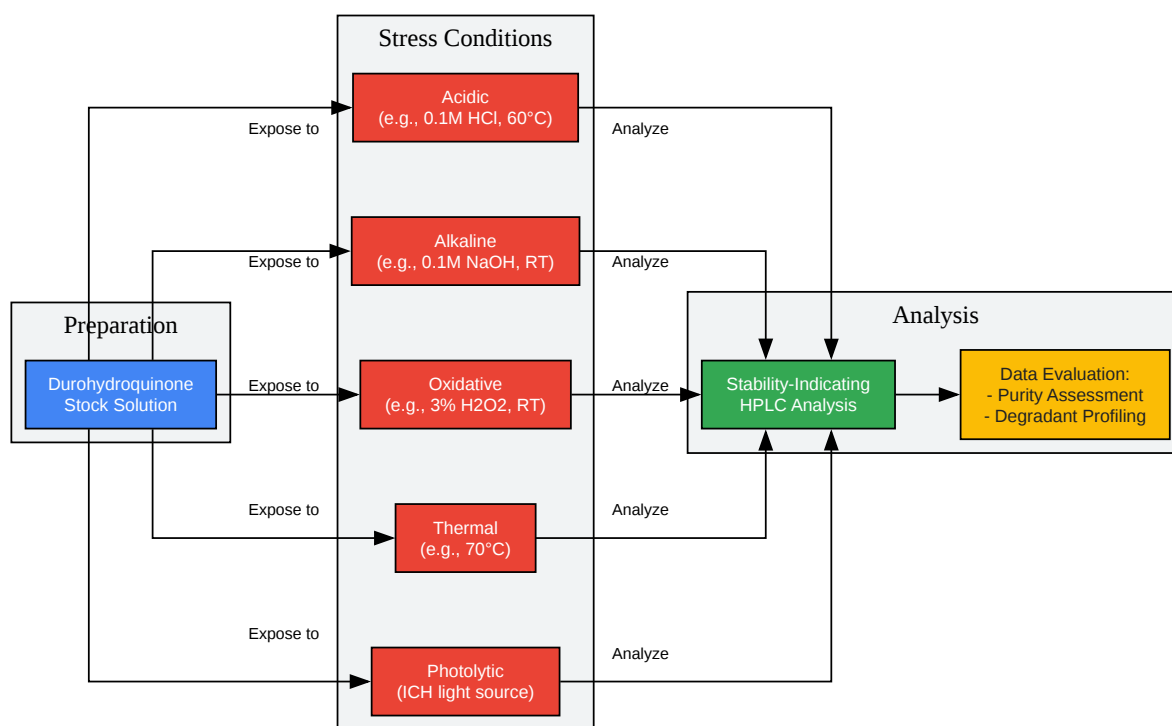 Stress Conditions
Acidic
(e.g., 0.1M HCl, 60°C)
Expose to
Analyze
Alkaline
(e.g., 0.1M NaOH, RT)
Expose to
Analyze
Preparation
Durohydroquinone
Stock Solution
Expose to
Oxidative
(e.g., 3% H2O2, RT)
Analyze
Analysis
Stability-Indicating
HPLC Analysis
Data Evaluation:
- Purity Assessment
- Degradant Profiling
Expose to
Thermal
(e.g., 70°C)
Analyze
Expose to
Photolytic
(ICH light source)
Analyze